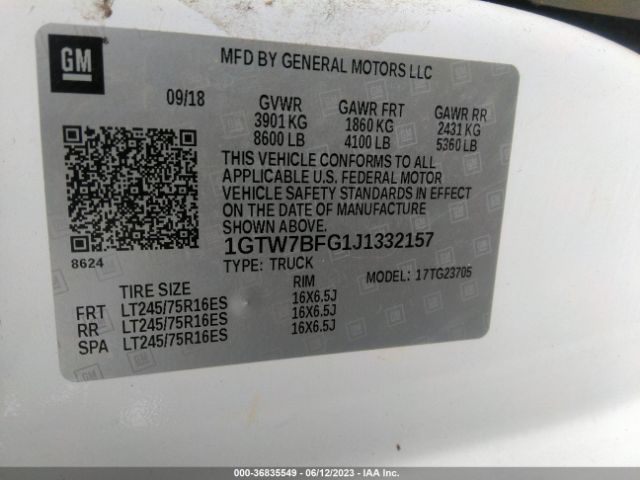 GM
MFD BY GENERAL MOTORS LLC
09/18 GVWR GAWR FRT GAWR RR
3901 KG 1860 KG 2431 KG
8600 LB 4100 LB 5360 LB
THIS VEHICLE CONFORMS TO ALL
APPLICABLE U.S. FEDERAL MOTOR
VEHICLE SAFETY STANDARDS IN EFFECT
ON THE DATE OF MANUFACTURE
SHOWN ABOVE.
8624 1GTW7BFG1J1332157
TYPE: TRUCK MODEL: 17TG23705
TIRE SIZE RIM
FRT LT245/75R16ES 16X6.5J
RR LT245/75R16ES 16X6.5J
SPA LT245/75R16ES 16X6.5J
000-36835549 - 06/12/2023 - IAA Inc.